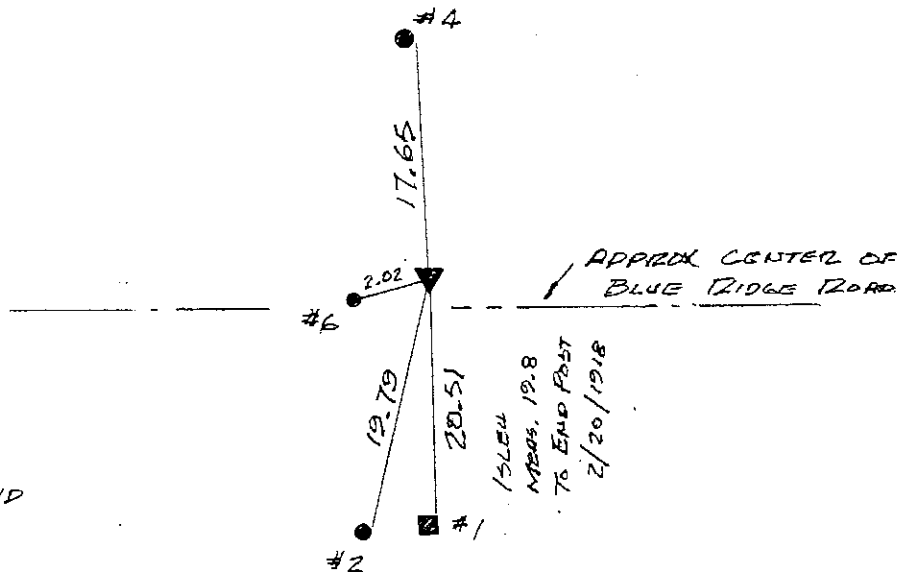 #4
17.65
APPROX CENTER OF
BLUE RIDGE ROAD
2.02
#6
19.79
20.51
ISLEU
MEAS. 19.8
TO END POST
2/20/1918
#1
#2